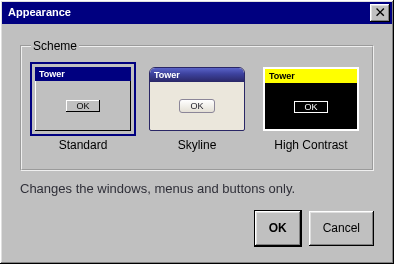 Appearance
Scheme
Tower Tower Tower
OK OK OK
Standard Skyline High Contrast
Changes the windows, menus and buttons only.
OK Cancel